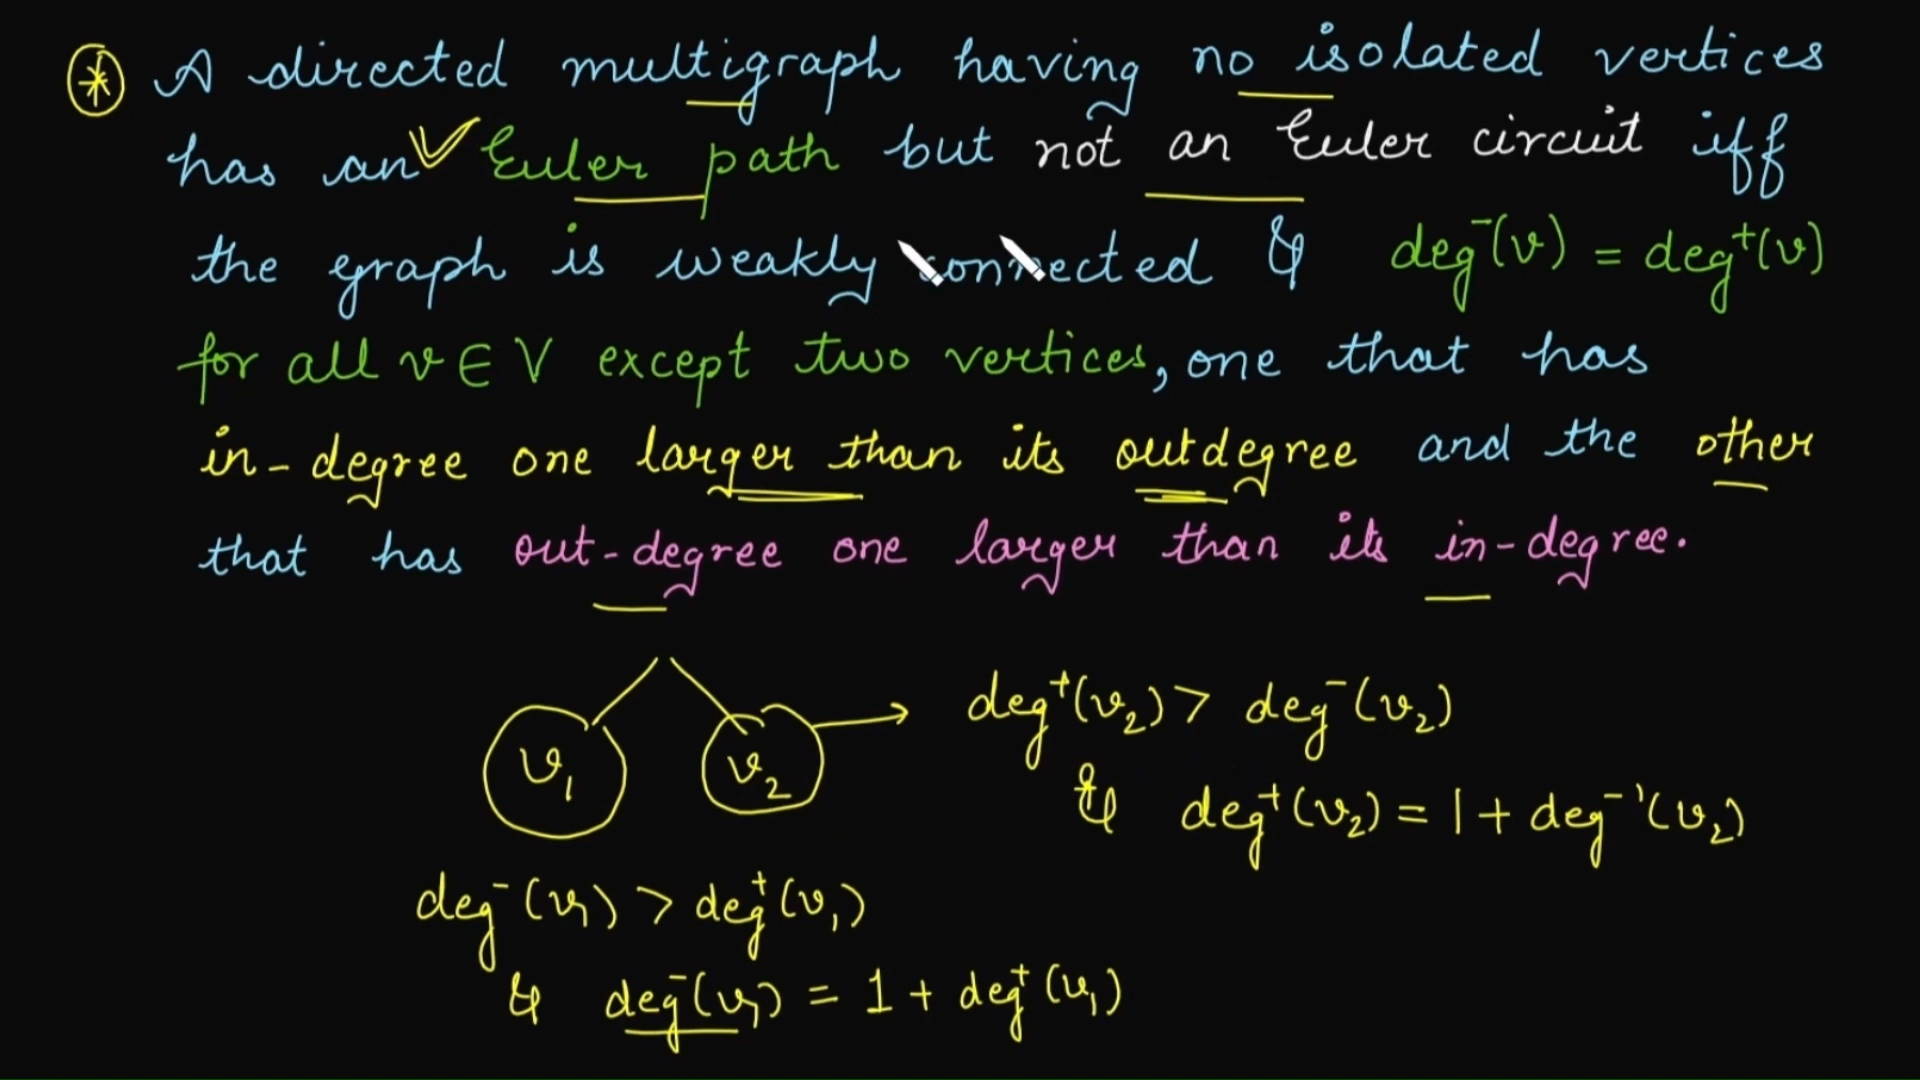 * A directed multigraph having no isolated vertices
has an Euler path but not an Euler circuit iff
the graph is weakly connected & deg⁻(v) = deg⁺(v)
for all v ∈ V except two vertices, one that has
in-degree one larger than its outdegree and the other
that has out-degree one larger than its in-degree.
v₁ v₂ → deg⁺(v₂) > deg⁻(v₂)
& deg⁺(v₂) = 1 + deg⁻'(v₂)
deg⁻(v₁) > deg⁺(v₁)
& deg⁻(v₁) = 1 + deg⁺(v₁)